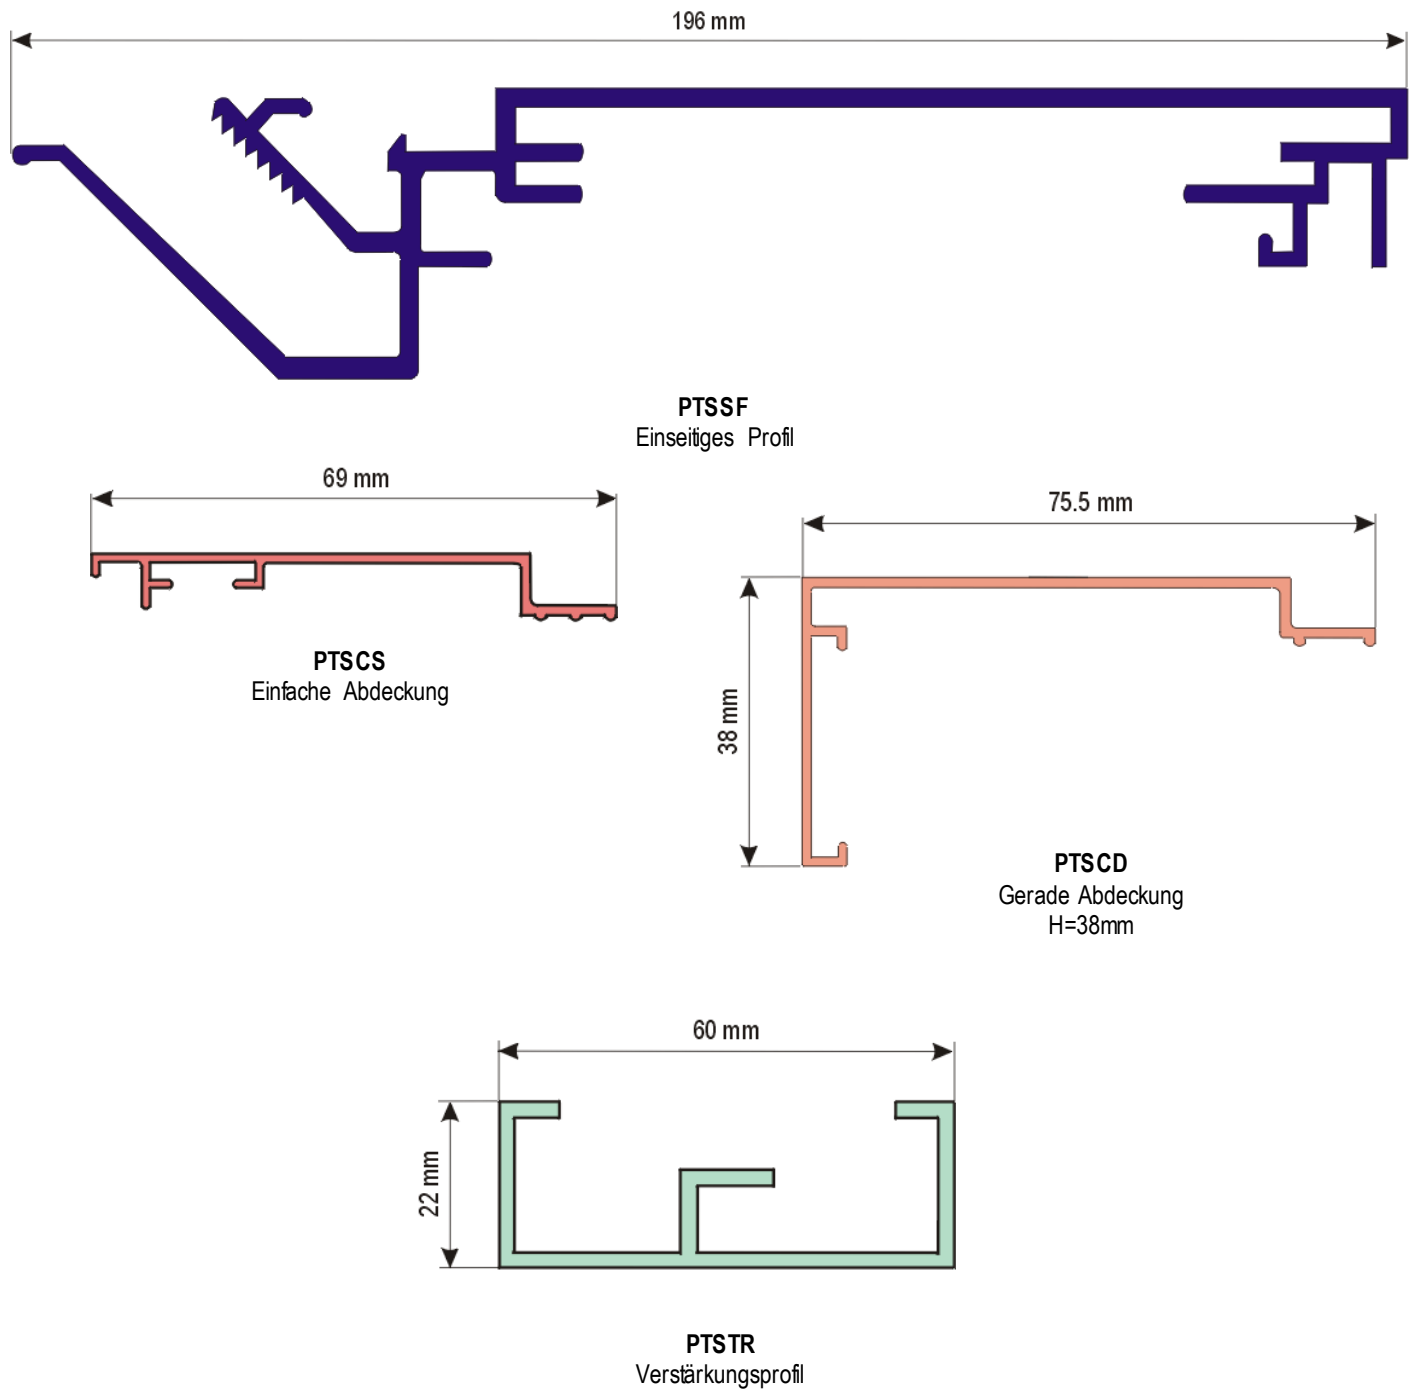 196 mm
PTSSF
Einseitiges Profil
69 mm
PTSCS
Einfache Abdeckung
75.5 mm
38 mm
PTSCD
Gerade Abdeckung
H=38mm
60 mm
22 mm
PTSTR
Verstärkungsprofil